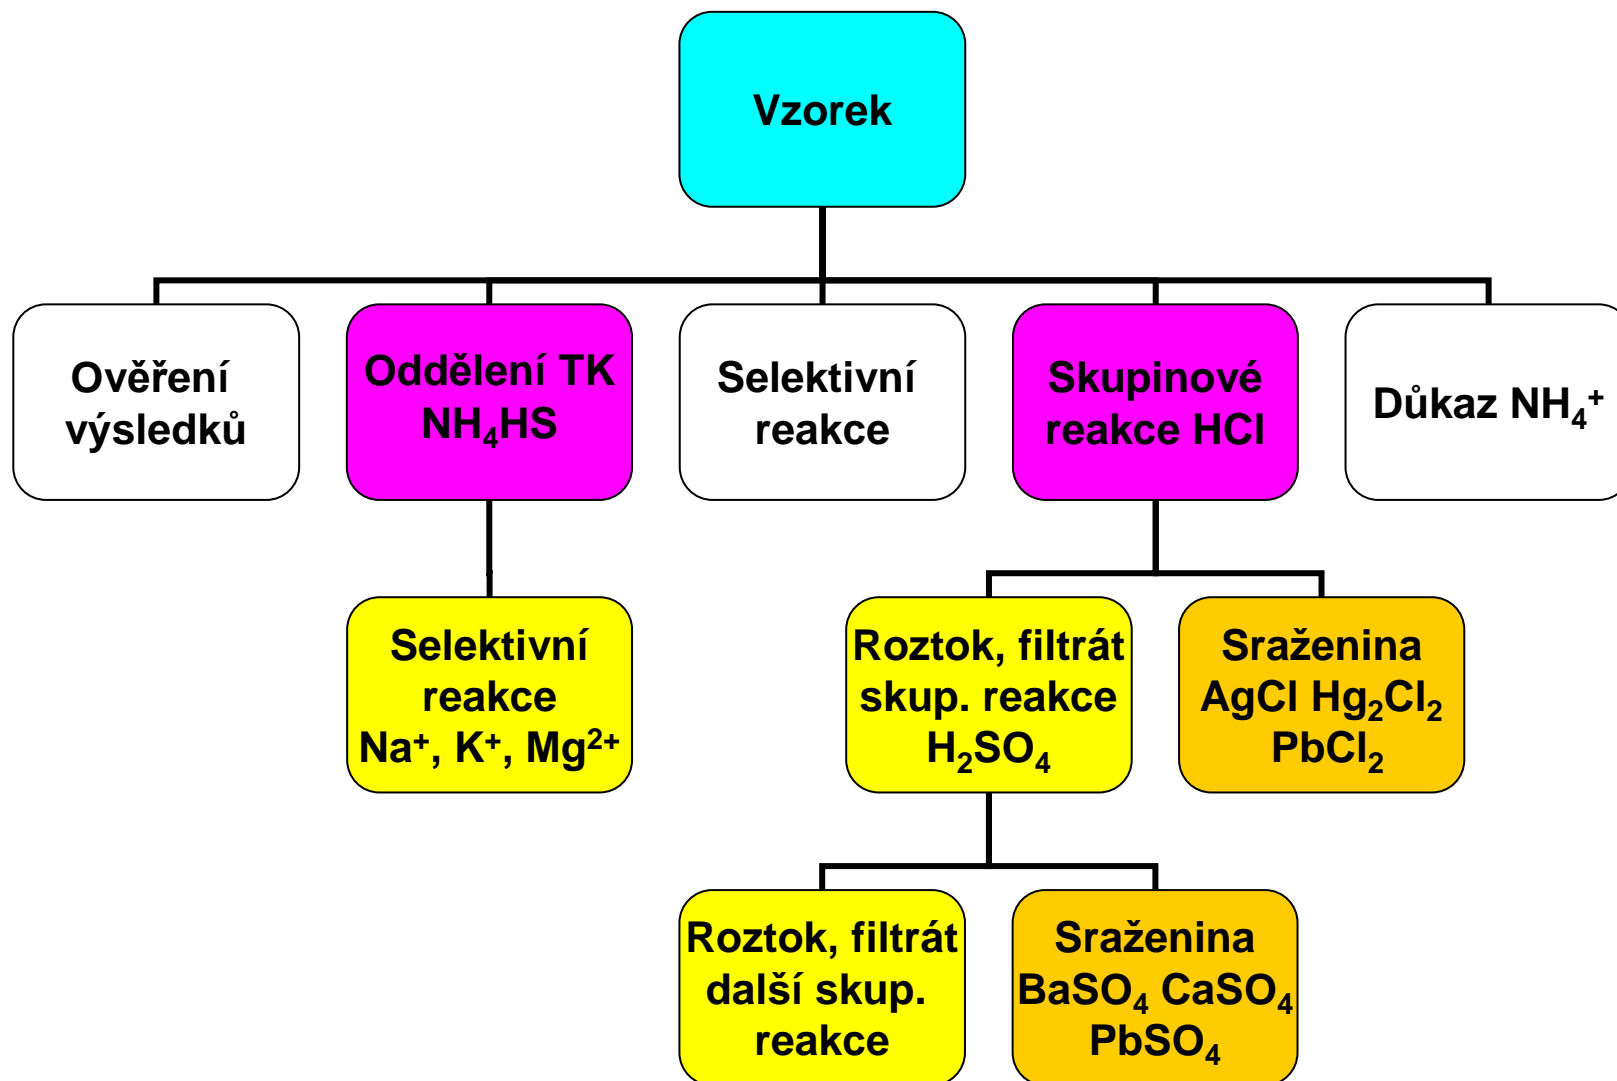 Vzorek
Ověření
výsledků
Oddělení TK
NH₄HS
Selektivní
reakce
Skupinové
reakce HCl
Důkaz NH₄⁺
Selektivní
reakce
Na⁺, K⁺, Mg²⁺
Roztok, filtrát
skup. reakce
H₂SO₄
Sraženina
AgCl Hg₂Cl₂
PbCl₂
Roztok, filtrát
další skup.
reakce
Sraženina
BaSO₄ CaSO₄
PbSO₄